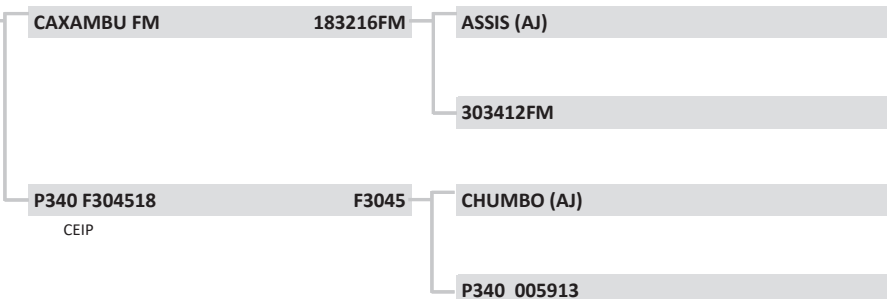 CAXAMBU FM 183216FM
ASSIS (AJ)
303412FM
P340 F304518 F3045
CEIP
CHUMBO (AJ)
P340 005913